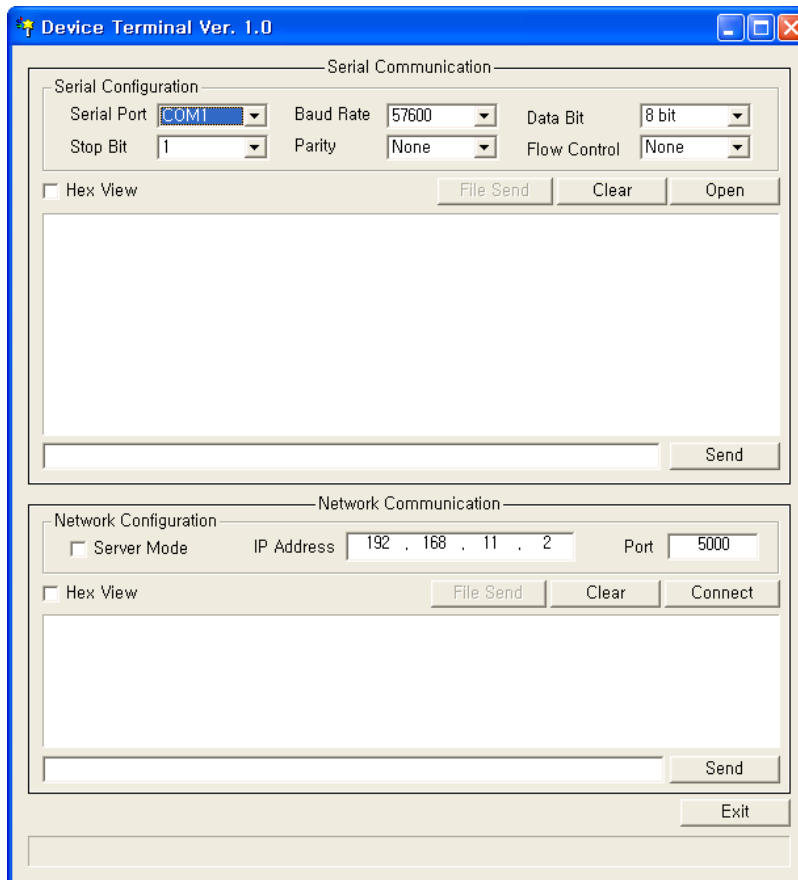 Device Terminal Ver. 1.0
Serial Communication
Serial Configuration
Serial Port COM1 Baud Rate 57600 Data Bit 8 bit
Stop Bit 1 Parity None Flow Control None
Hex View File Send Clear Open
Send
Network Communication
Network Configuration
Server Mode IP Address 192 . 168 . 11 . 2 Port 5000
Hex View File Send Clear Connect
Send
Exit